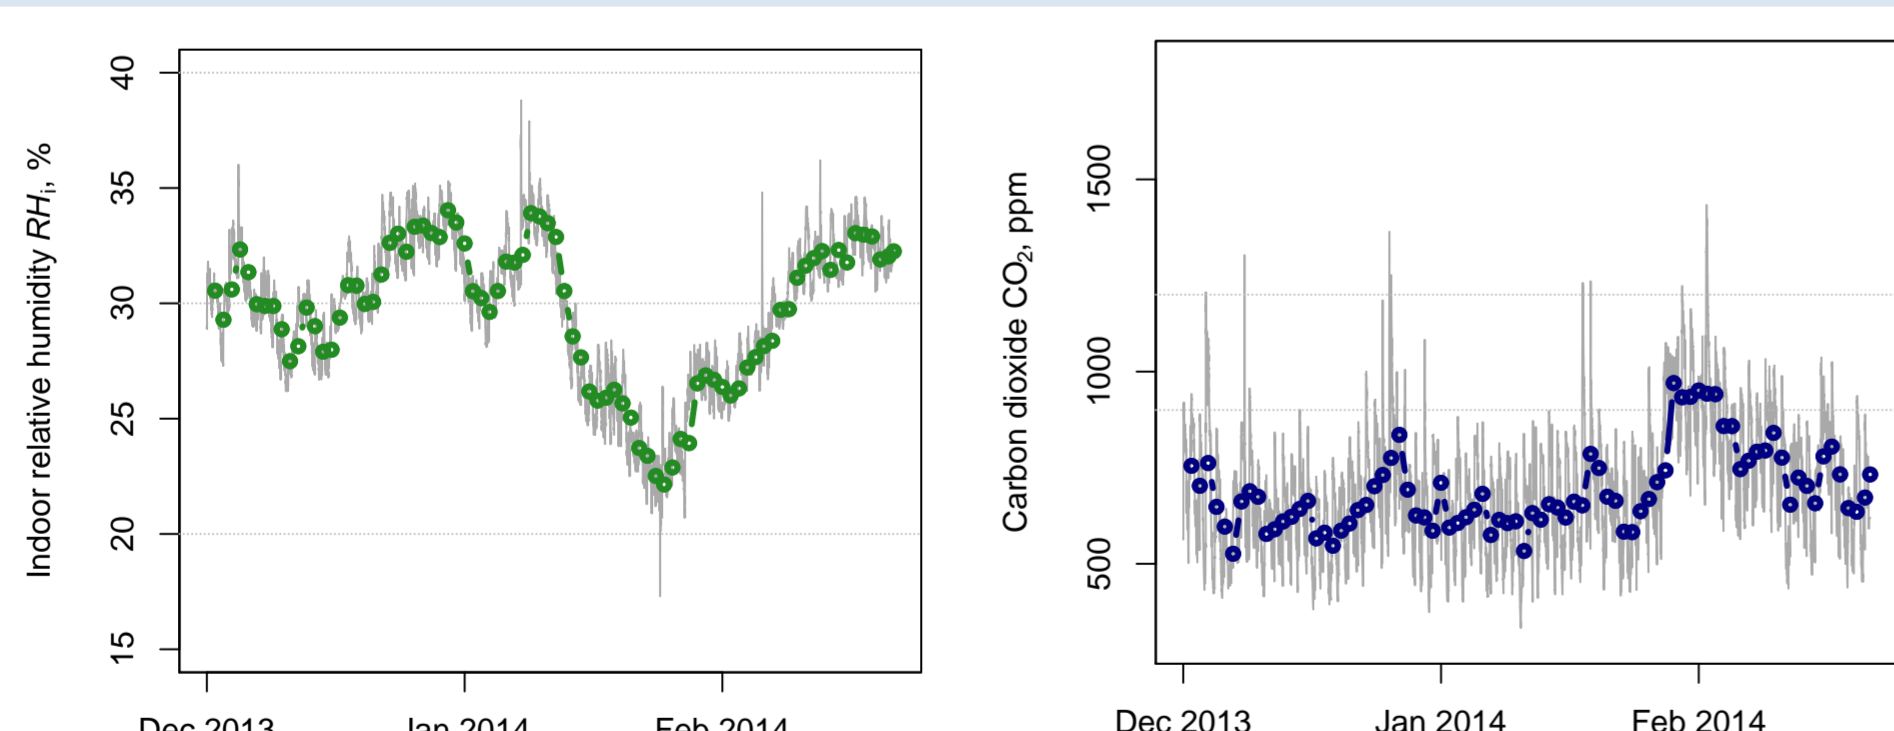 Indoor relative humidity RHi, %
40
35
30
25
20
15
Dec 2013 Jan 2014 Feb 2014
Carbon dioxide CO2, ppm
1500
1000
500
Dec 2013 Jan 2014 Feb 2014